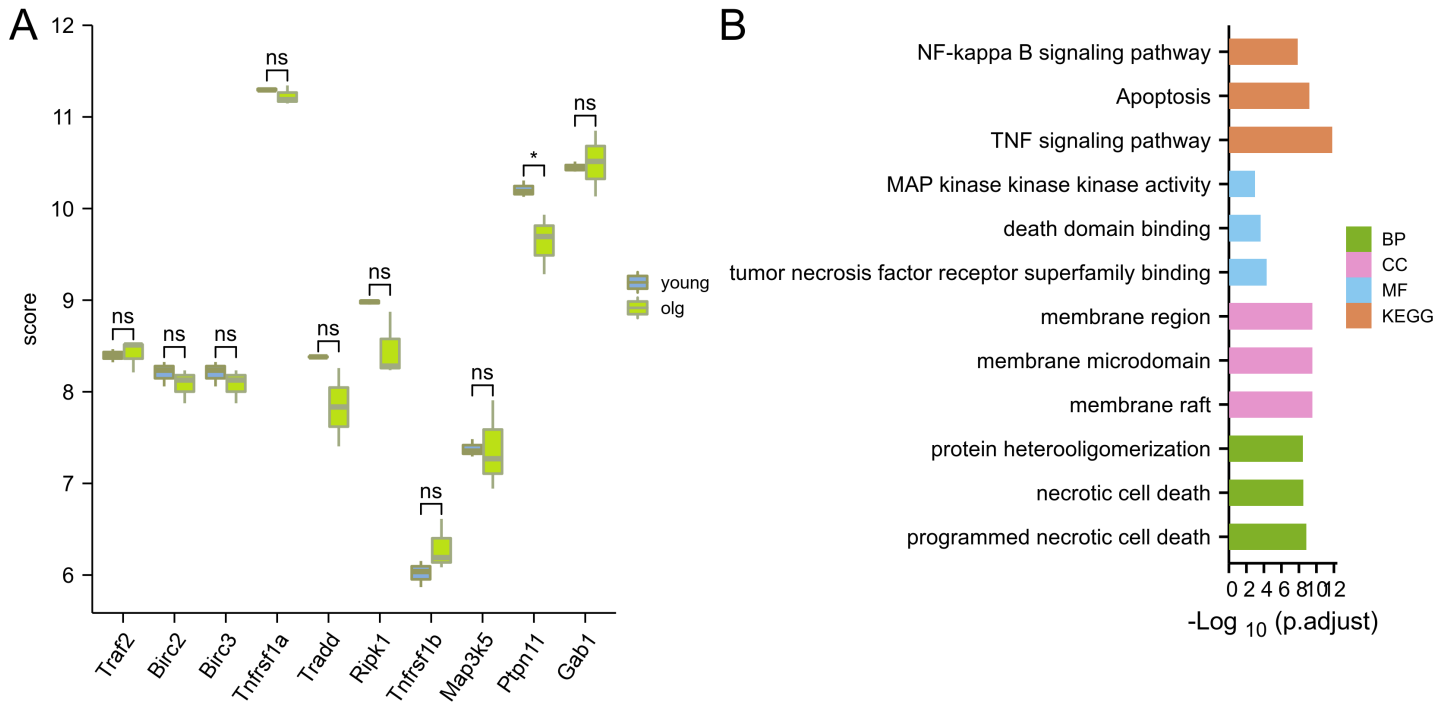 A
score
12
11
10
9
8
7
6
ns
ns
ns
ns
ns
ns
ns
ns
*
ns
Traf2
Birc2
Birc3
Tnfrsf1a
Tradd
Ripk1
Tnfrsf1b
Map3k5
Ptpn11
Gab1
young
olg
B
NF-kappa B signaling pathway
Apoptosis
TNF signaling pathway
MAP kinase kinase kinase activity
death domain binding
tumor necrosis factor receptor superfamily binding
membrane region
membrane microdomain
membrane raft
protein heterooligomerization
necrotic cell death
programmed necrotic cell death
0 2 4 6 8 10 12
-Log 10 (p.adjust)
BP
CC
MF
KEGG